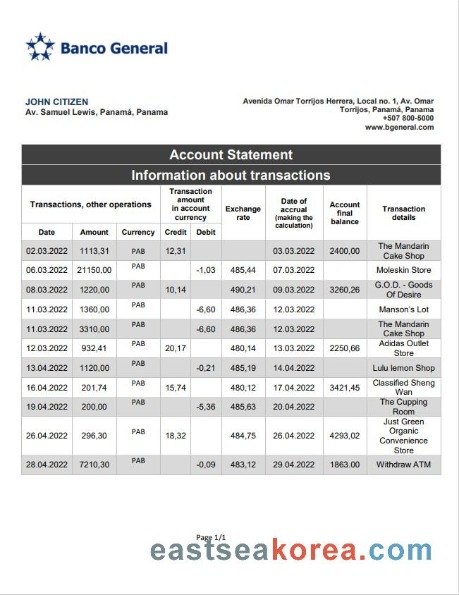 Banco General
JOHN CITIZEN
Av. Samuel Lewis, Panamá, Panama
Avenida Omar Torrijos Herrera, Local no. 1, Av. Omar
Torrijos, Panamá, Panama
+507 800-5000
www.bgeneral.com
Account Statement
Information about transactions
Transactions, other operations
Transaction
amount
in account
currency
Exchange
rate
Date of
accrual
(making the
calculation)
Account
final
balance
Transaction
details
Date Amount Currency Credit Debit
02.03.2022 1113,31 PAB 12,31 03.03.2022 2400,00 The Mandarin
Cake Shop
06.03.2022 21150,00 PAB -1,03 485,44 07.03.2022 Moleskin Store
08.03.2022 1220,00 PAB 10,14 490,21 09.03.2022 3260,26 G.O.D. - Goods
Of Desire
11.03.2022 1360,00 PAB -6,60 486,36 12.03.2022 Manson's Lot
11.03.2022 3310,00 PAB -6,60 486,36 12.03.2022 The Mandarin
Cake Shop
12.03.2022 932,41 PAB 20,17 480,14 13.03.2022 2250,66 Adidas Outlet
Store
13.04.2022 1120,00 PAB -0,21 485,19 14.04.2022 Lulu lemon Shop
16.04.2022 201,74 PAB 15,74 480,12 17.04.2022 3421,45 Classified Sheng
Wan
19.04.2022 200,00 PAB -5,36 485,63 20.04.2022 The Cupping
Room
26.04.2022 296,30 PAB 18,32 484,75 26.04.2022 4293,02 Just Green
Organic
Convenience
Store
28.04.2022 7210,30 PAB -0,09 483,12 29.04.2022 1863.00 Withdraw ATM
Page 1/1
eastseakorea.com